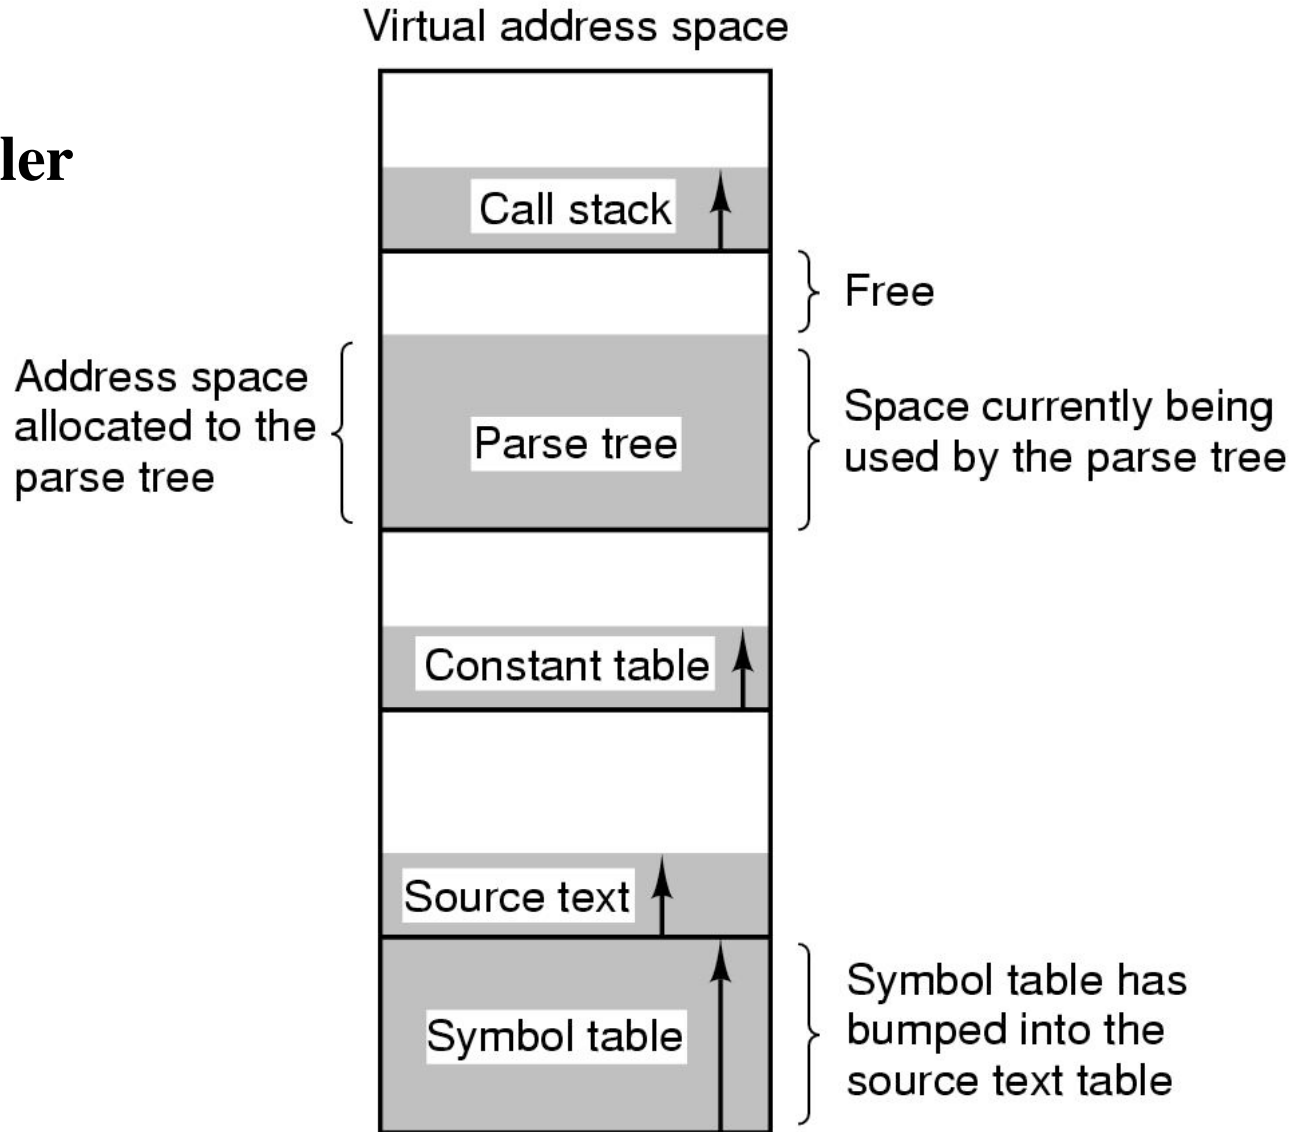 Virtual address space
ler
Call stack
Free
Address space
allocated to the
parse tree
Parse tree
Space currently being
used by the parse tree
Constant table
Source text
Symbol table
Symbol table has
bumped into the
source text table